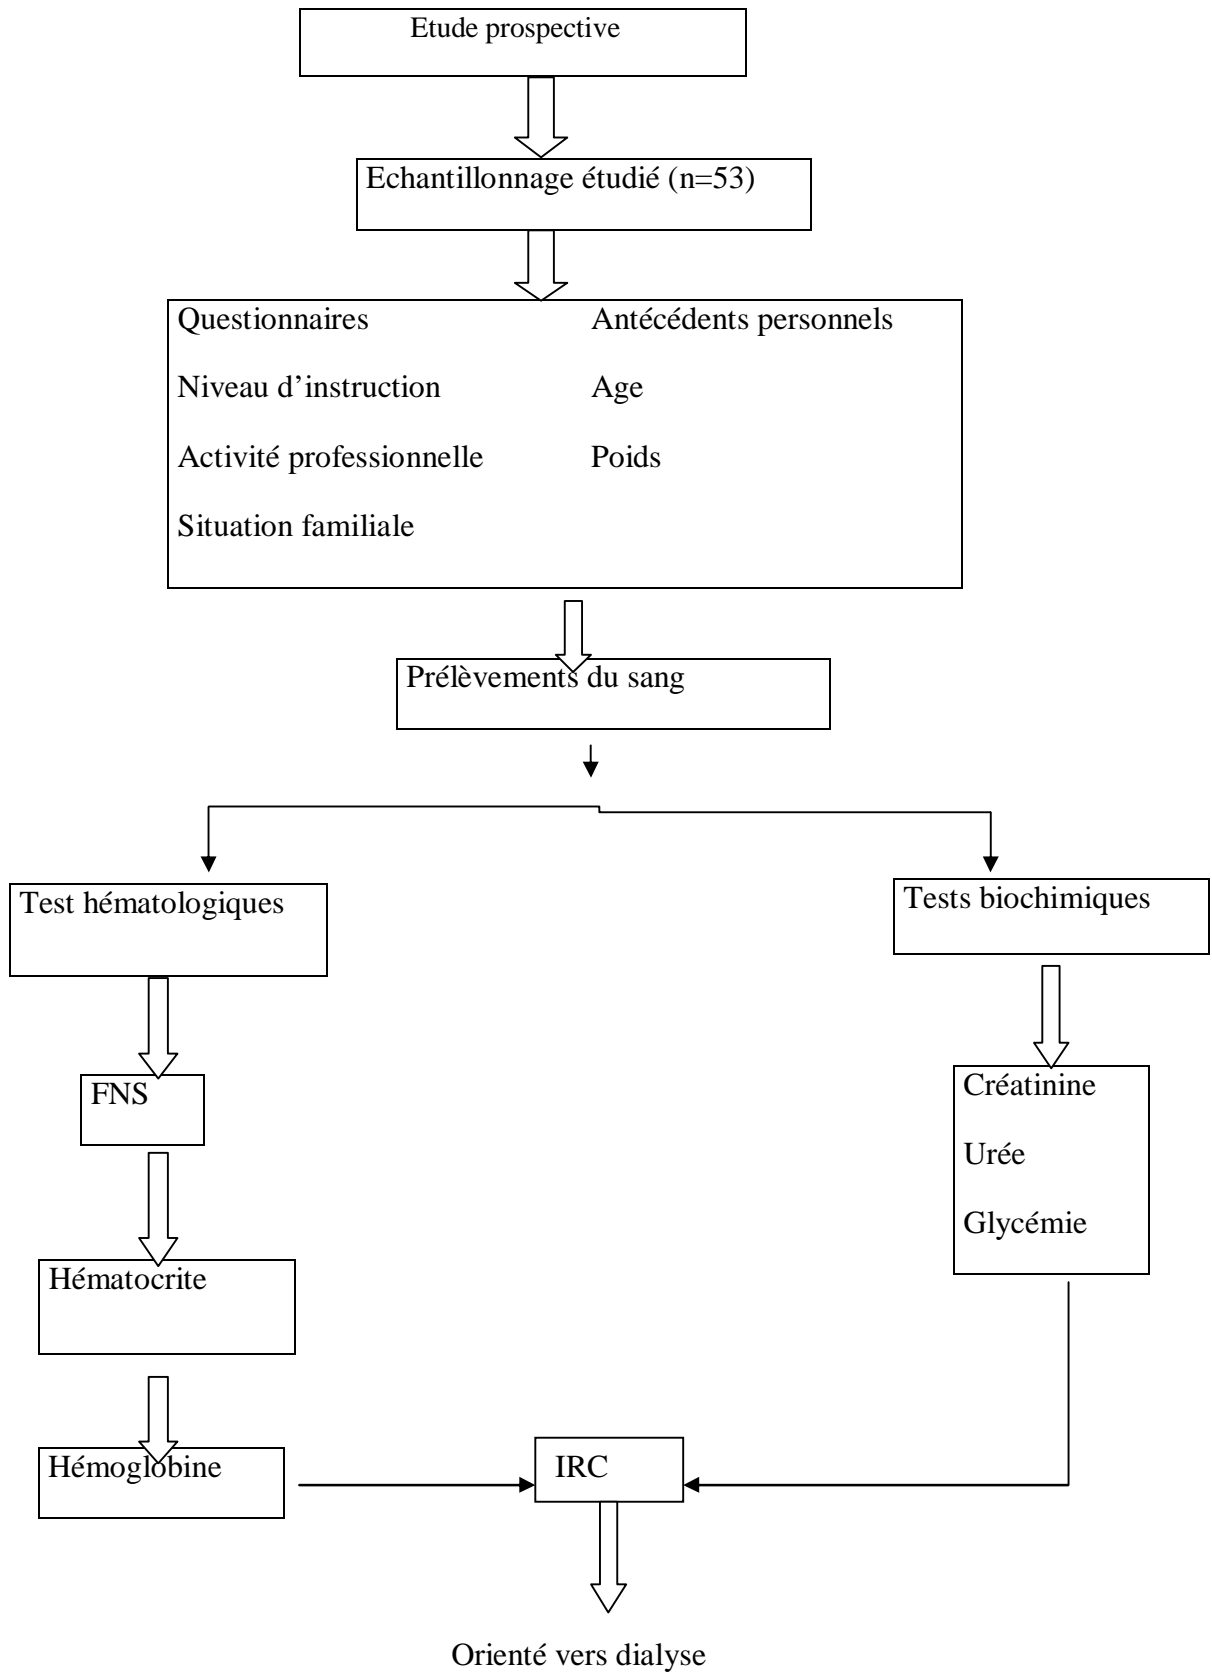 Etude prospective
Echantillonnage étudié (n=53)
Questionnaires Antécédents personnels
Niveau d’instruction Age
Activité professionnelle Poids
Situation familiale
Prélèvements du sang
Test hématologiques
Tests biochimiques
FNS
Créatinine
Urée
Glycémie
Hématocrite
Hémoglobine
IRC
Orienté vers dialyse